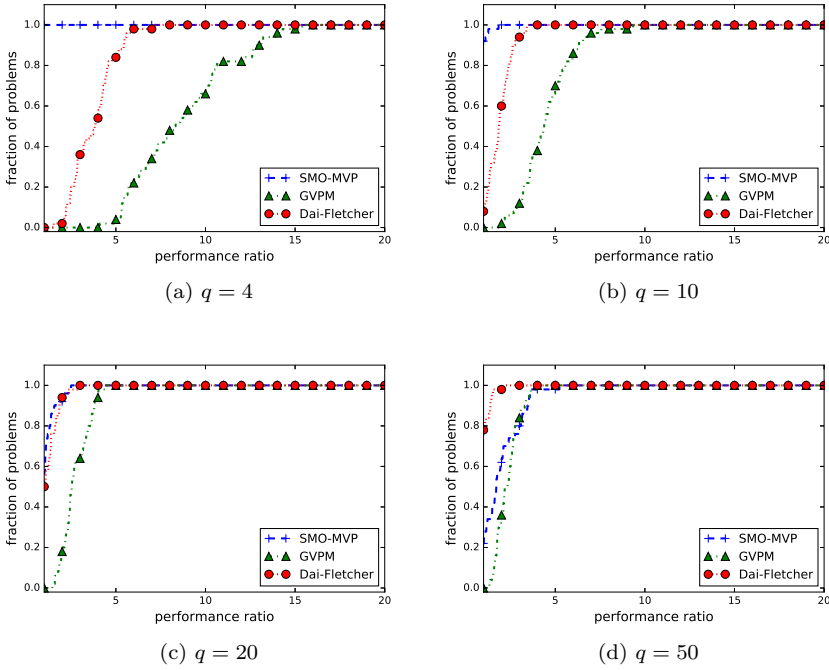 fraction of problems
1.0
0.8
0.6
0.4
0.2
0.0
5 10 15 20
performance ratio
SMO-MVP
GVPM
Dai-Fletcher
(a) q = 4
fraction of problems
1.0
0.8
0.6
0.4
0.2
0.0
5 10 15 20
performance ratio
SMO-MVP
GVPM
Dai-Fletcher
(b) q = 10
fraction of problems
1.0
0.8
0.6
0.4
0.2
0.0
5 10 15 20
performance ratio
SMO-MVP
GVPM
Dai-Fletcher
(c) q = 20
fraction of problems
1.0
0.8
0.6
0.4
0.2
0.0
5 10 15 20
performance ratio
SMO-MVP
GVPM
Dai-Fletcher
(d) q = 50